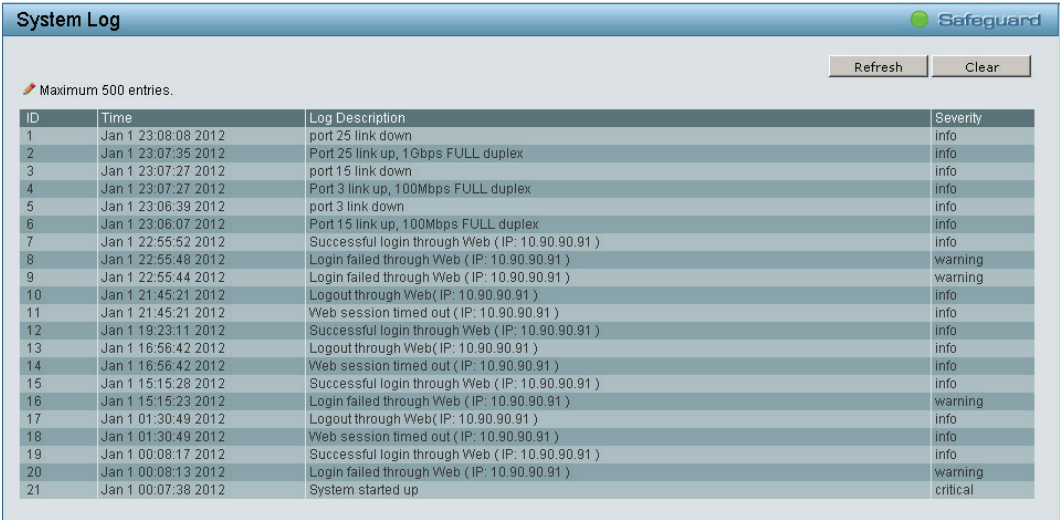 System Log
Safeguard
Refresh Clear
Maximum 500 entries.
ID Time Log Description Severity
1 Jan 1 23:08:08 2012 port 25 link down info
2 Jan 1 23:07:35 2012 Port 25 link up, 1Gbps FULL duplex info
3 Jan 1 23:07:27 2012 port 15 link down info
4 Jan 1 23:07:27 2012 Port 3 link up, 100Mbps FULL duplex info
5 Jan 1 23:06:39 2012 port 3 link down info
6 Jan 1 23:06:07 2012 Port 15 link up, 100Mbps FULL duplex info
7 Jan 1 22:55:52 2012 Successful login through Web ( IP: 10.90.90.91 ) info
8 Jan 1 22:55:48 2012 Login failed through Web ( IP: 10.90.90.91 ) warning
9 Jan 1 22:55:44 2012 Login failed through Web ( IP: 10.90.90.91 ) warning
10 Jan 1 21:45:21 2012 Logout through Web( IP: 10.90.90.91 ) info
11 Jan 1 21:45:21 2012 Web session timed out ( IP: 10.90.90.91 ) info
12 Jan 1 19:23:11 2012 Successful login through Web ( IP: 10.90.90.91 ) info
13 Jan 1 16:56:42 2012 Logout through Web( IP: 10.90.90.91 ) info
14 Jan 1 16:56:42 2012 Web session timed out ( IP: 10.90.90.91 ) info
15 Jan 1 15:15:28 2012 Successful login through Web ( IP: 10.90.90.91 ) info
16 Jan 1 15:15:23 2012 Login failed through Web ( IP: 10.90.90.91 ) warning
17 Jan 1 01:30:49 2012 Logout through Web( IP: 10.90.90.91 ) info
18 Jan 1 01:30:49 2012 Web session timed out ( IP: 10.90.90.91 ) info
19 Jan 1 00:08:17 2012 Successful login through Web ( IP: 10.90.90.91 ) info
20 Jan 1 00:08:13 2012 Login failed through Web ( IP: 10.90.90.91 ) warning
21 Jan 1 00:07:38 2012 System started up critical